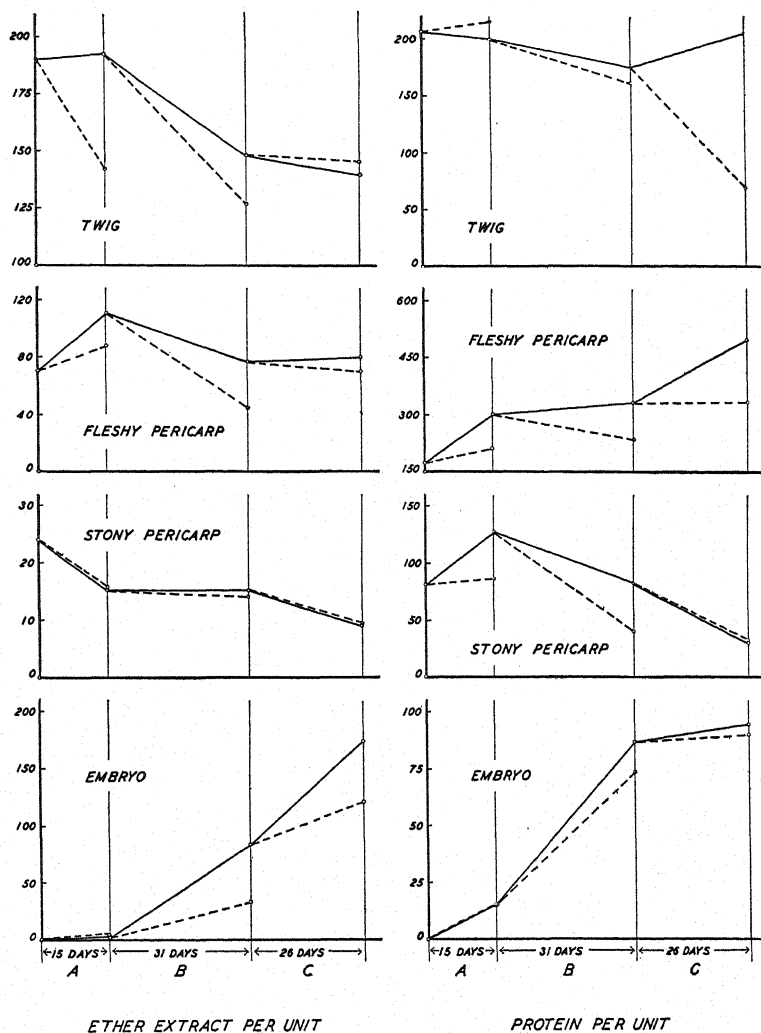 200
175
150
125
100
TWIG
200
150
100
50
0
TWIG
120
80
40
0
FLESHY PERICARP
600
450
300
150
FLESHY PERICARP
30
20
10
0
STONY PERICARP
150
100
50
0
STONY PERICARP
200
150
100
50
0
EMBRYO
100
75
50
25
0
EMBRYO
15 DAYS 31 DAYS 26 DAYS
A B C
15 DAYS 31 DAYS 26 DAYS
A B C
ETHER EXTRACT PER UNIT
PROTEIN PER UNIT